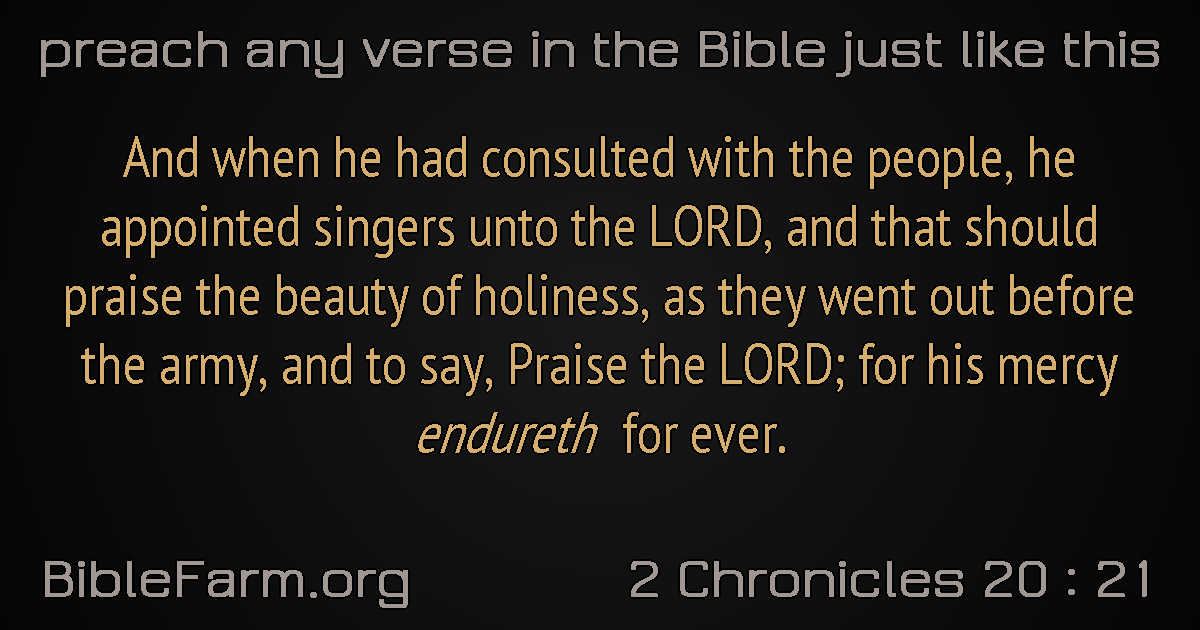 preach any verse in the Bible just like this
And when he had consulted with the people, he
appointed singers unto the LORD, and that should
praise the beauty of holiness, as they went out before
the army, and to say, Praise the LORD; for his mercy
endureth for ever.
BibleFarm.org
2 Chronicles 20 : 21